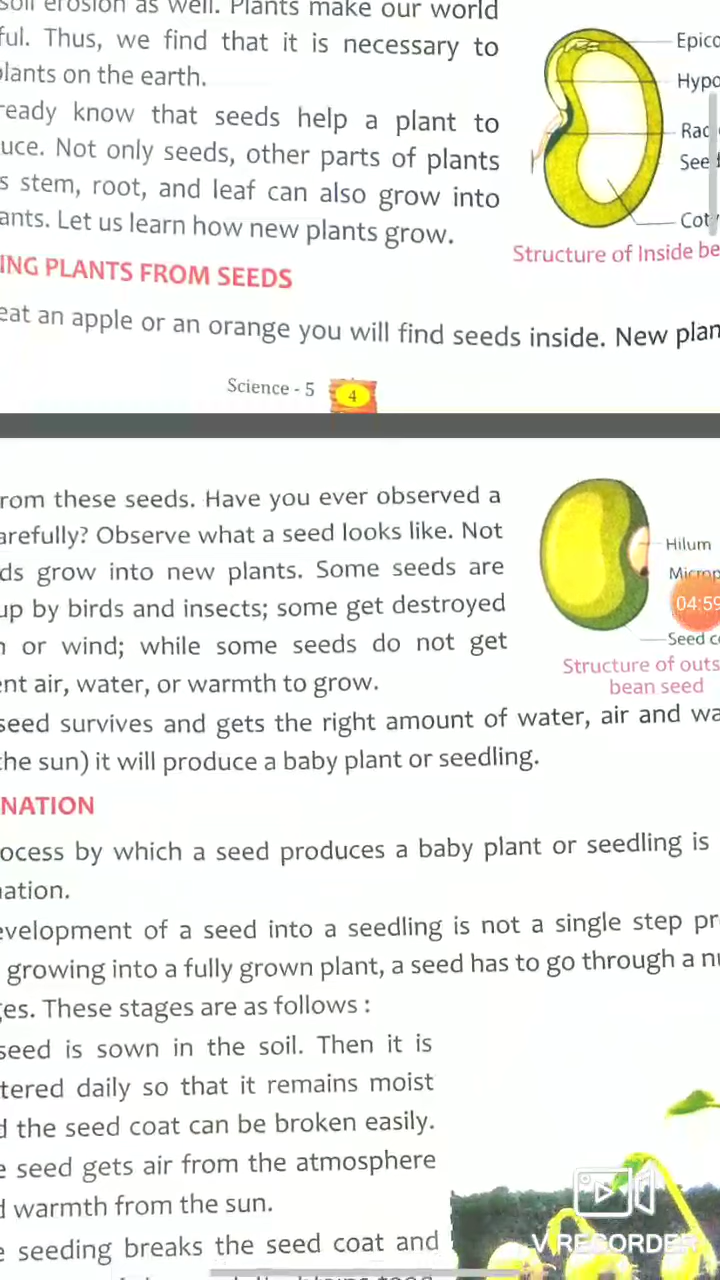 soil erosion as well. Plants make our world
ful. Thus, we find that it is necessary to
plants on the earth.
ready know that seeds help a plant to
uce. Not only seeds, other parts of plants
s stem, root, and leaf can also grow into
ants. Let us learn how new plants grow.
Epico
Hypo
Rad
See
Cot
Structure of Inside be
ING PLANTS FROM SEEDS
eat an apple or an orange you will find seeds inside. New plan
Science - 5 4
rom these seeds. Have you ever observed a
arefully? Observe what a seed looks like. Not
ds grow into new plants. Some seeds are
up by birds and insects; some get destroyed
n or wind; while some seeds do not get
ent air, water, or warmth to grow.
Hilum
Microp
04:59
Seed co
Structure of outs
bean seed
seed survives and gets the right amount of water, air and wa
the sun) it will produce a baby plant or seedling.
NATION
ocess by which a seed produces a baby plant or seedling is
nation.
evelopment of a seed into a seedling is not a single step pr
growing into a fully grown plant, a seed has to go through a nu
ges. These stages are as follows :
seed is sown in the soil. Then it is
tered daily so that it remains moist
d the seed coat can be broken easily.
e seed gets air from the atmosphere
d warmth from the sun.
e seeding breaks the seed coat and
V RECORDER